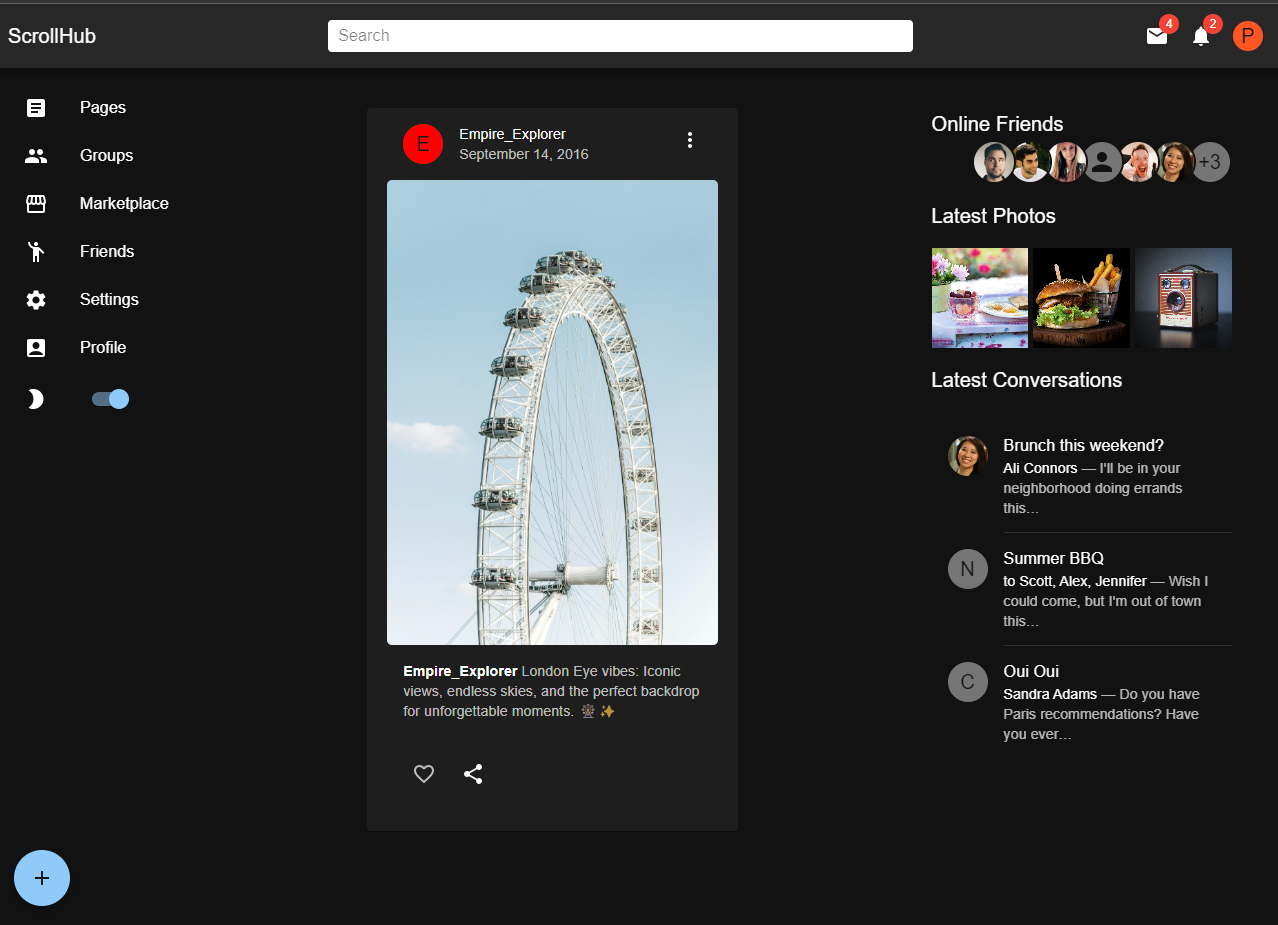 ScrollHub
Search
4
2
P
Pages
Groups
Marketplace
Friends
Settings
Profile
E
Empire_Explorer
September 14, 2016
Empire_Explorer London Eye vibes: Iconic
views, endless skies, and the perfect backdrop
for unforgettable moments. 🎡 ✨
Online Friends
+3
Latest Photos
Latest Conversations
Brunch this weekend?
Ali Connors — I'll be in your
neighborhood doing errands
this…
N
Summer BBQ
to Scott, Alex, Jennifer — Wish I
could come, but I'm out of town
this…
C
Oui Oui
Sandra Adams — Do you have
Paris recommendations? Have
you ever…